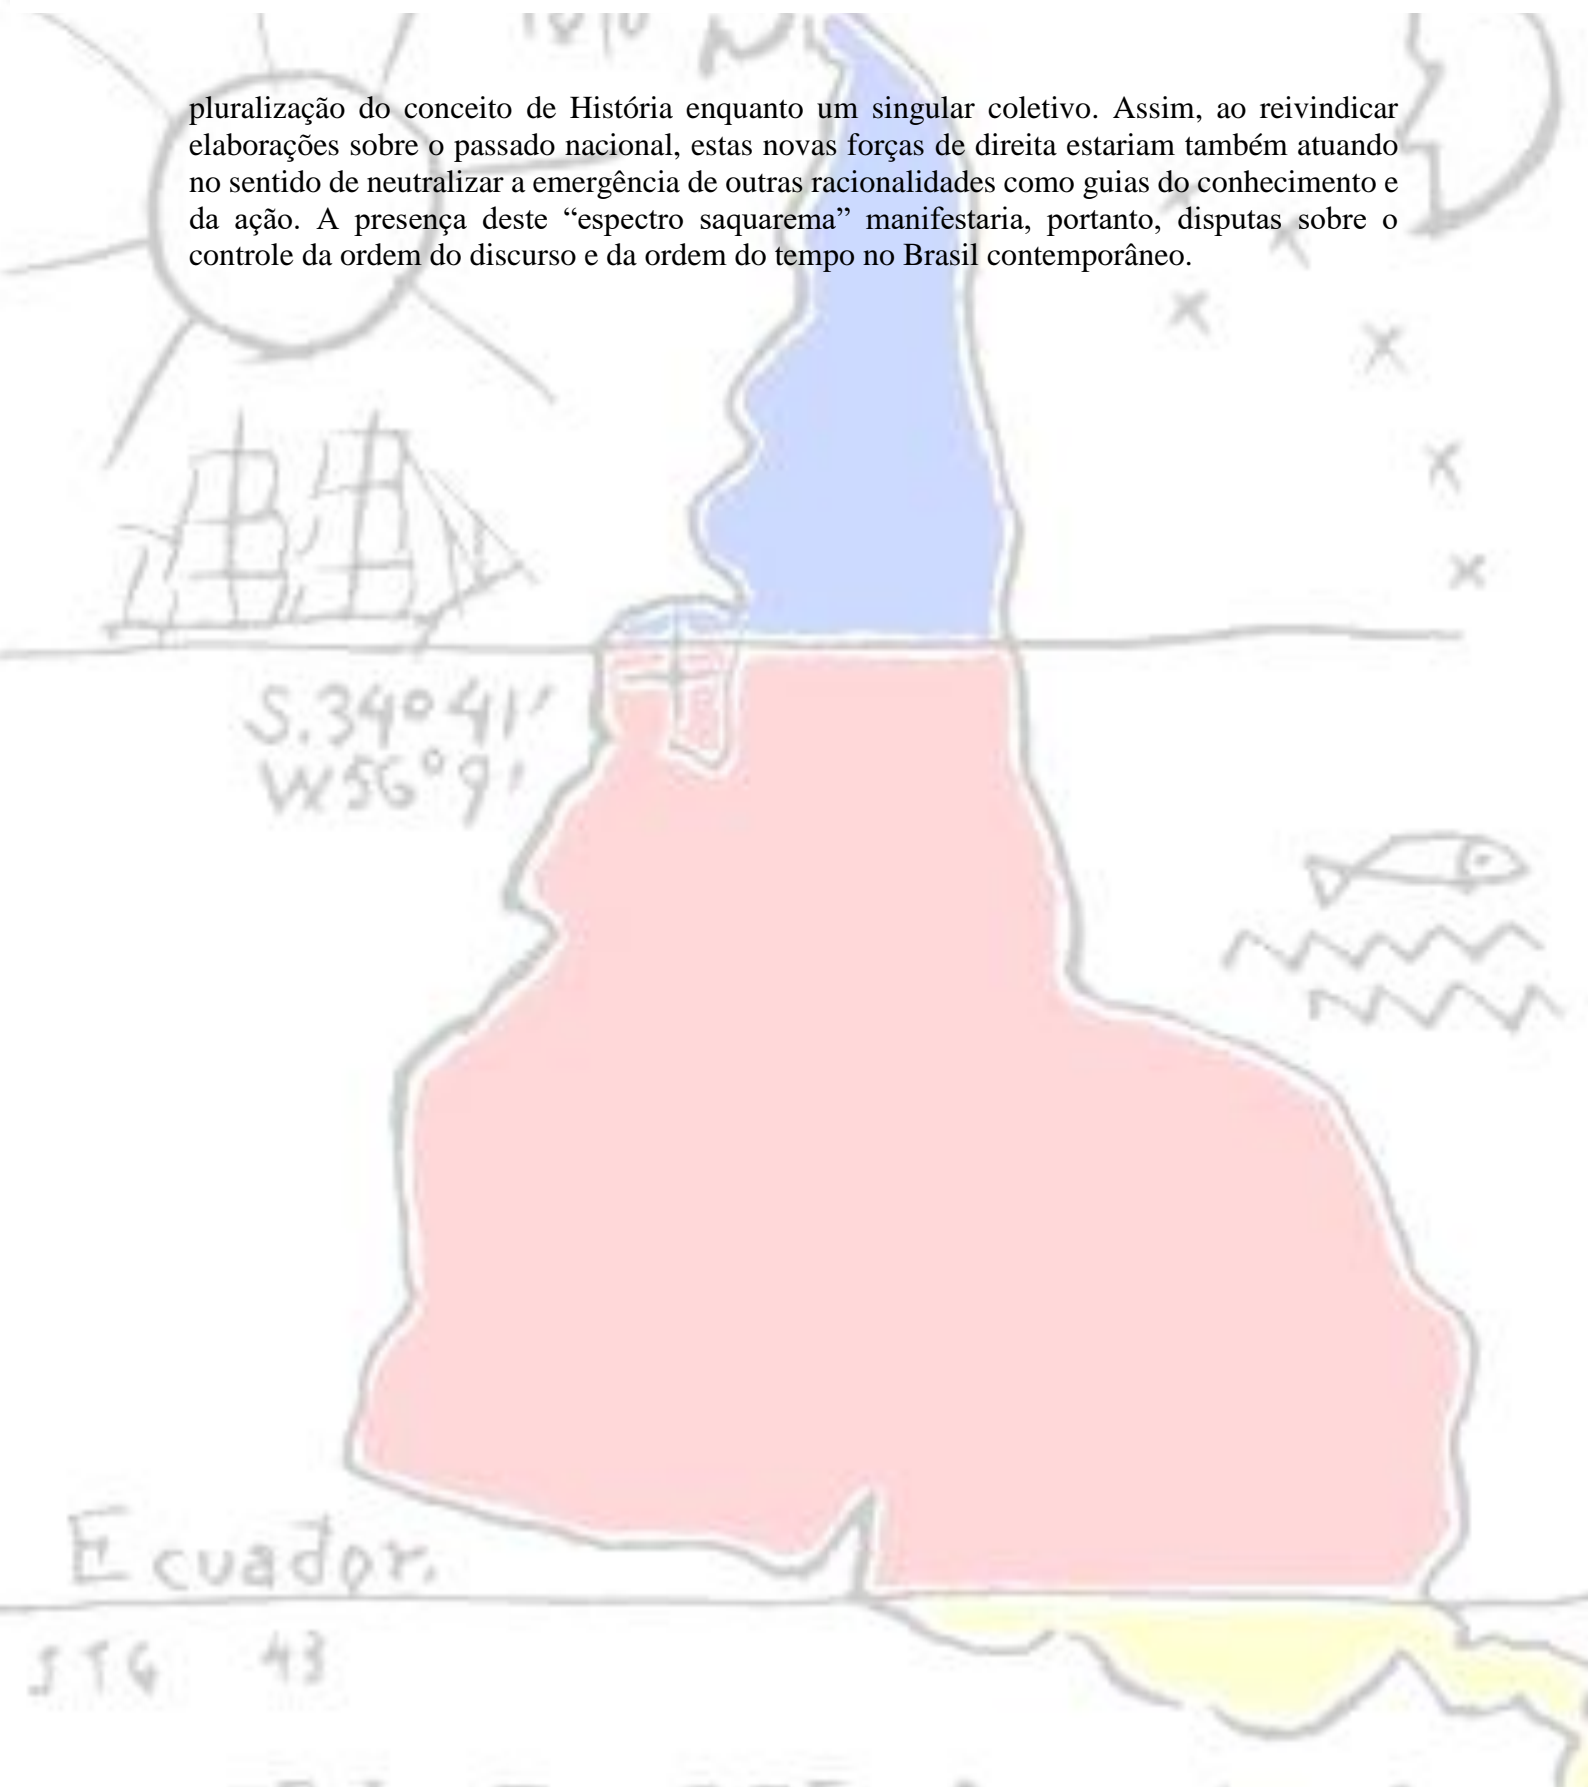 pluralização do conceito de História enquanto um singular coletivo. Assim, ao reivindicar
elaborações sobre o passado nacional, estas novas forças de direita estariam também atuando
no sentido de neutralizar a emergência de outras racionalidades como guias do conhecimento e
da ação. A presença deste “espectro saquarema” manifestaria, portanto, disputas sobre o
controle da ordem do discurso e da ordem do tempo no Brasil contemporâneo.
S. 34° 41'
W 56° 9'
Ecuador.
JTG 43